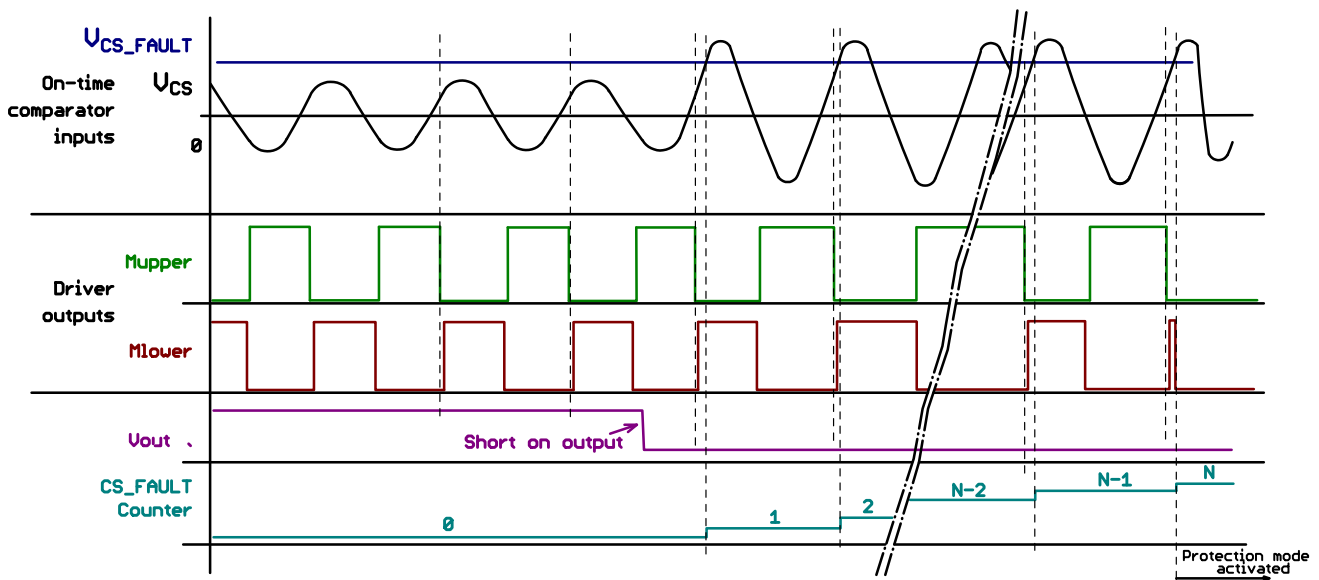 VCS_FAULT
On-time
comparator
inputs
VCS
0
Mupper
Driver
outputs
Mlower
Vout .
Short on output
CS_FAULT
Counter
0
1
2
N-2
N-1
N
Protection mode
activated